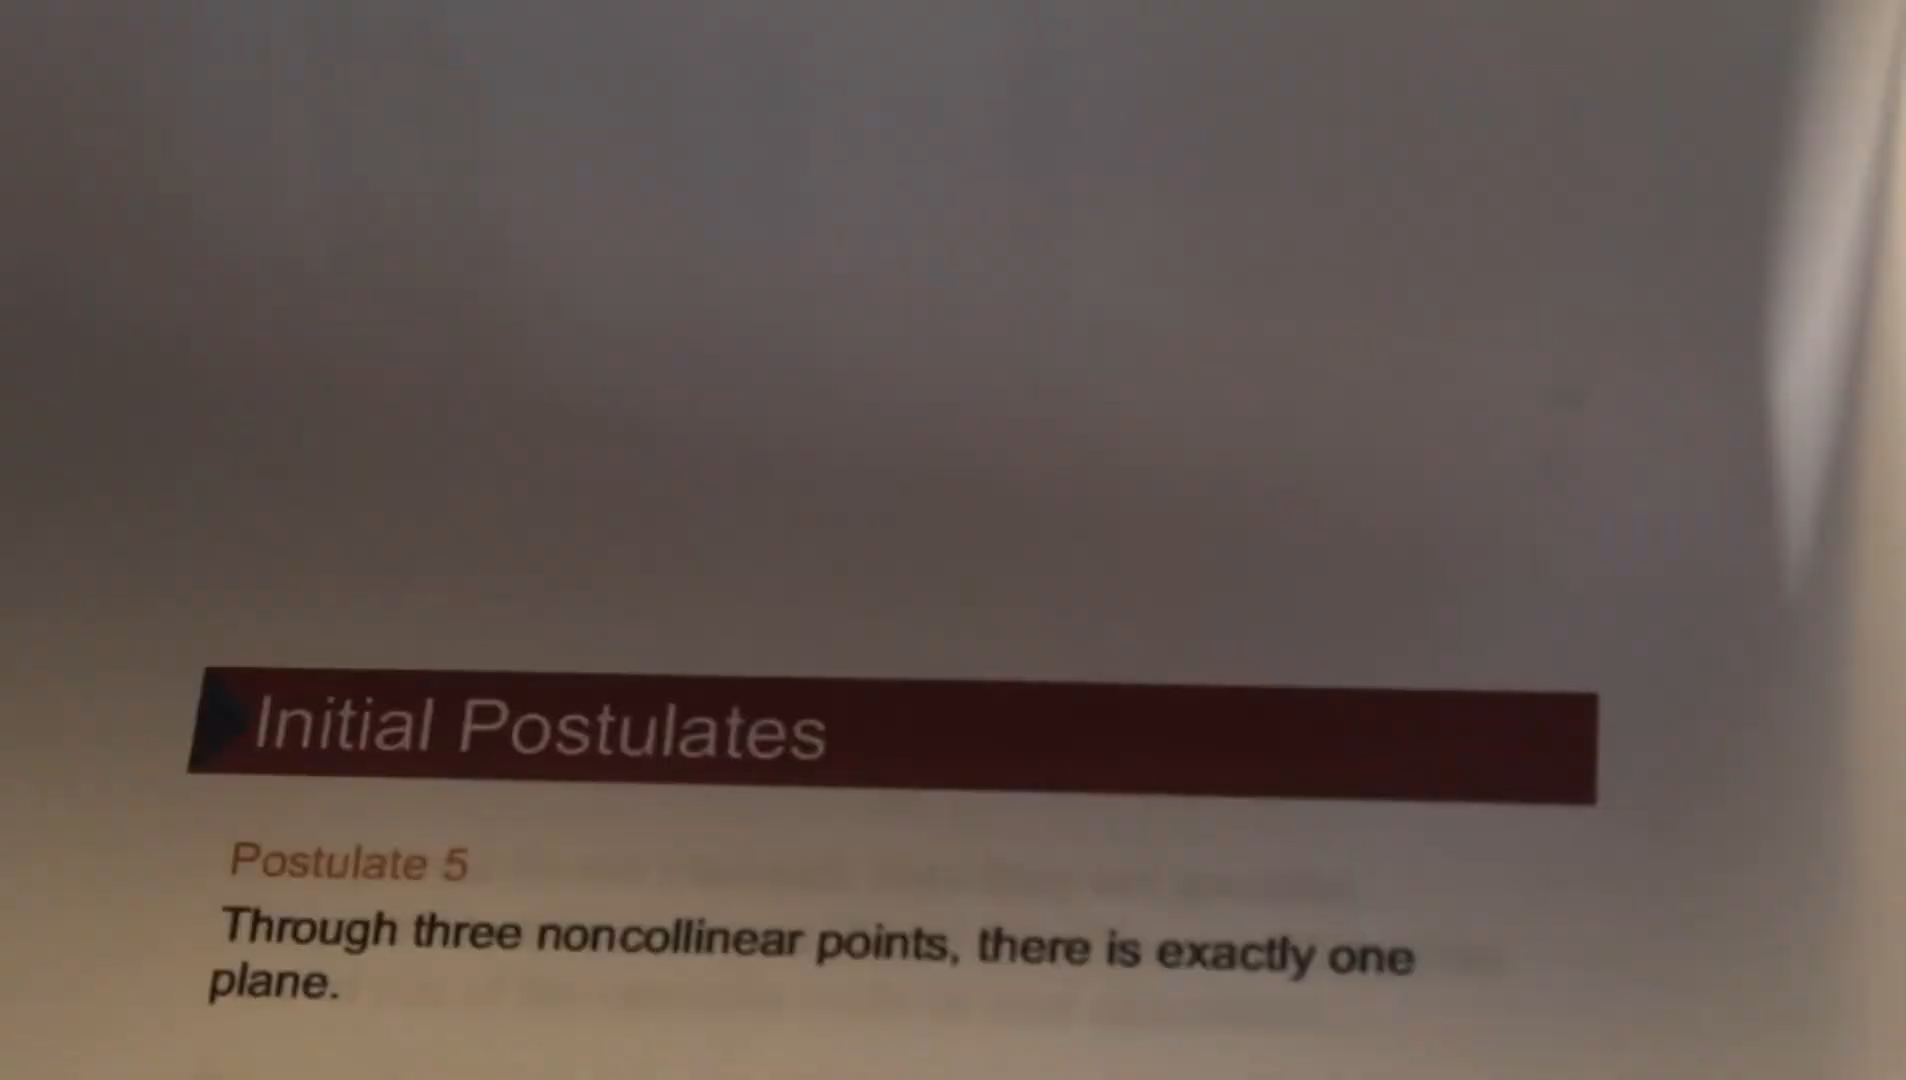 Initial Postulates
Postulate 5
Through three noncollinear points, there is exactly one
plane.